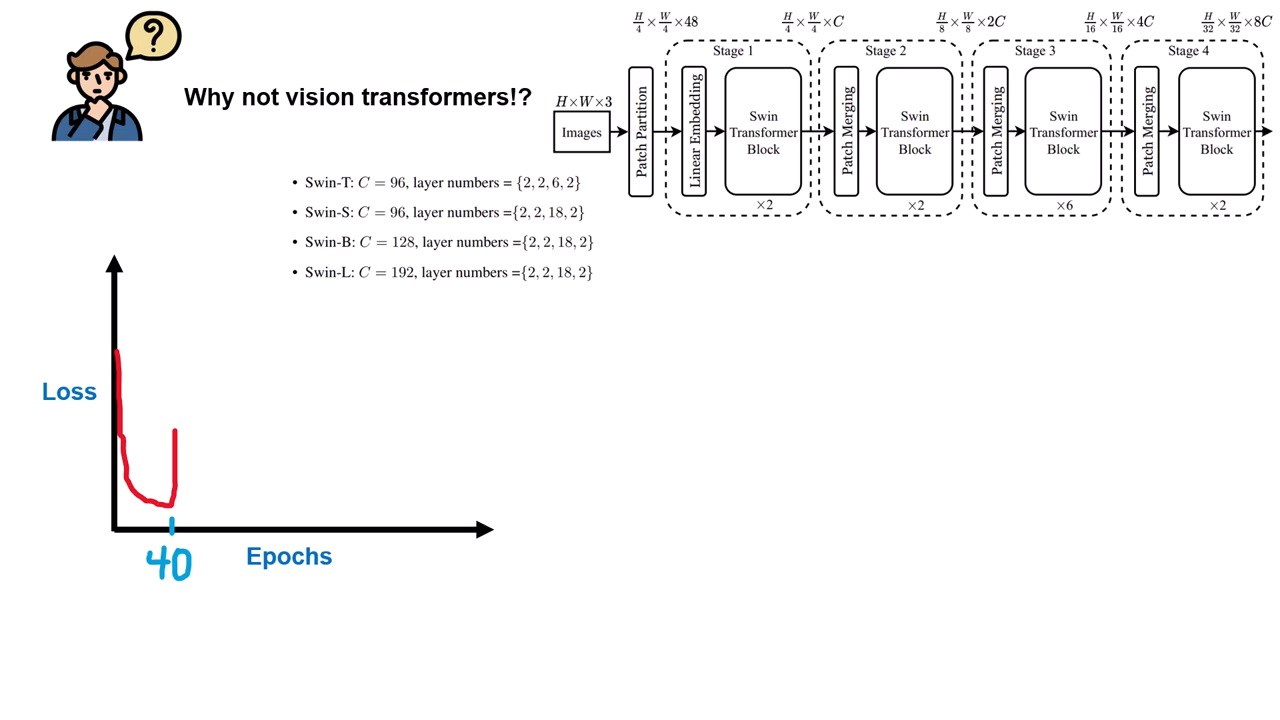 ?
Why not vision transformers!?
H/4 × W/4 × 48
H/4 × W/4 × C
H/8 × W/8 × 2C
H/16 × W/16 × 4C
H/32 × W/32 × 8C
Stage 1
Stage 2
Stage 3
Stage 4
H×W×3
Images
Patch Partition
Linear Embedding
Swin
Transformer
Block
×2
Patch Merging
Swin
Transformer
Block
×2
Patch Merging
Swin
Transformer
Block
×6
Patch Merging
Swin
Transformer
Block
×2
• Swin-T: C = 96, layer numbers = {2, 2, 6, 2}
• Swin-S: C = 96, layer numbers ={2, 2, 18, 2}
• Swin-B: C = 128, layer numbers ={2, 2, 18, 2}
• Swin-L: C = 192, layer numbers ={2, 2, 18, 2}
Loss
40
Epochs